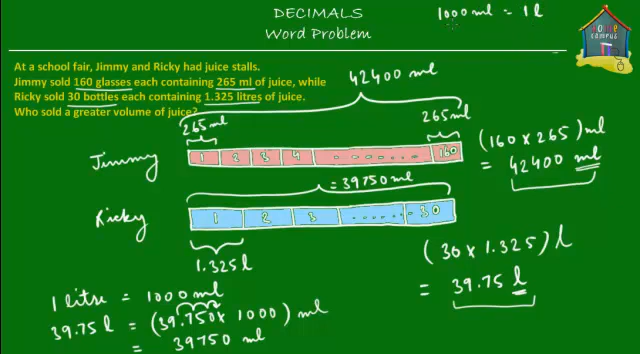 DECIMALS
Word Problem
1000 ml = 1 l
Home
campus
At a school fair, Jimmy and Ricky had juice stalls.
Jimmy sold 160 glasses each containing 265 ml of juice, while
Ricky sold 30 bottles each containing 1.325 litres of juice.
Who sold a greater volume of juice?
42400 ml
265 ml
265 ml
Jimmy
1 2 3 4 - - - - - - - 160
(160 x 265) ml
= 42400 ml
= 39750 ml
Ricky
1 2 3 - - - - - - 30
1.325 l
(30 x 1.325) l
= 39.75 l
1 litre = 1000 ml
39.75 l = (39.750 x 1000) ml
= 39750 ml